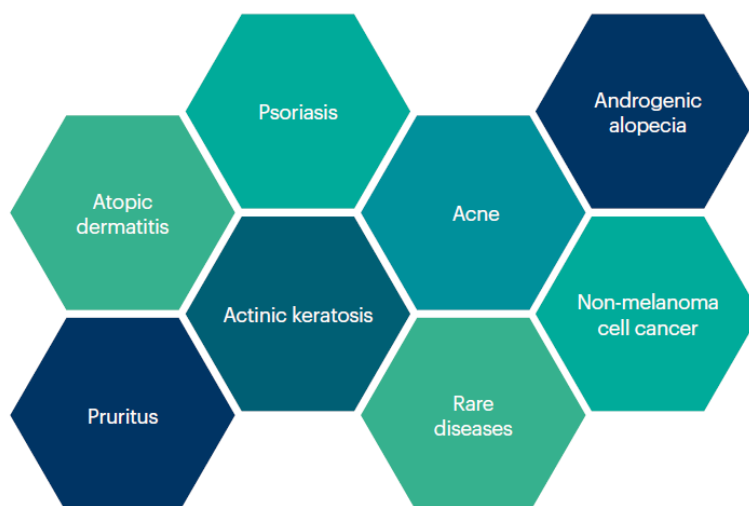 Psoriasis
Androgenic
alopecia
Atopic
dermatitis
Acne
Actinic keratosis
Non-melanoma
cell cancer
Pruritus
Rare
diseases